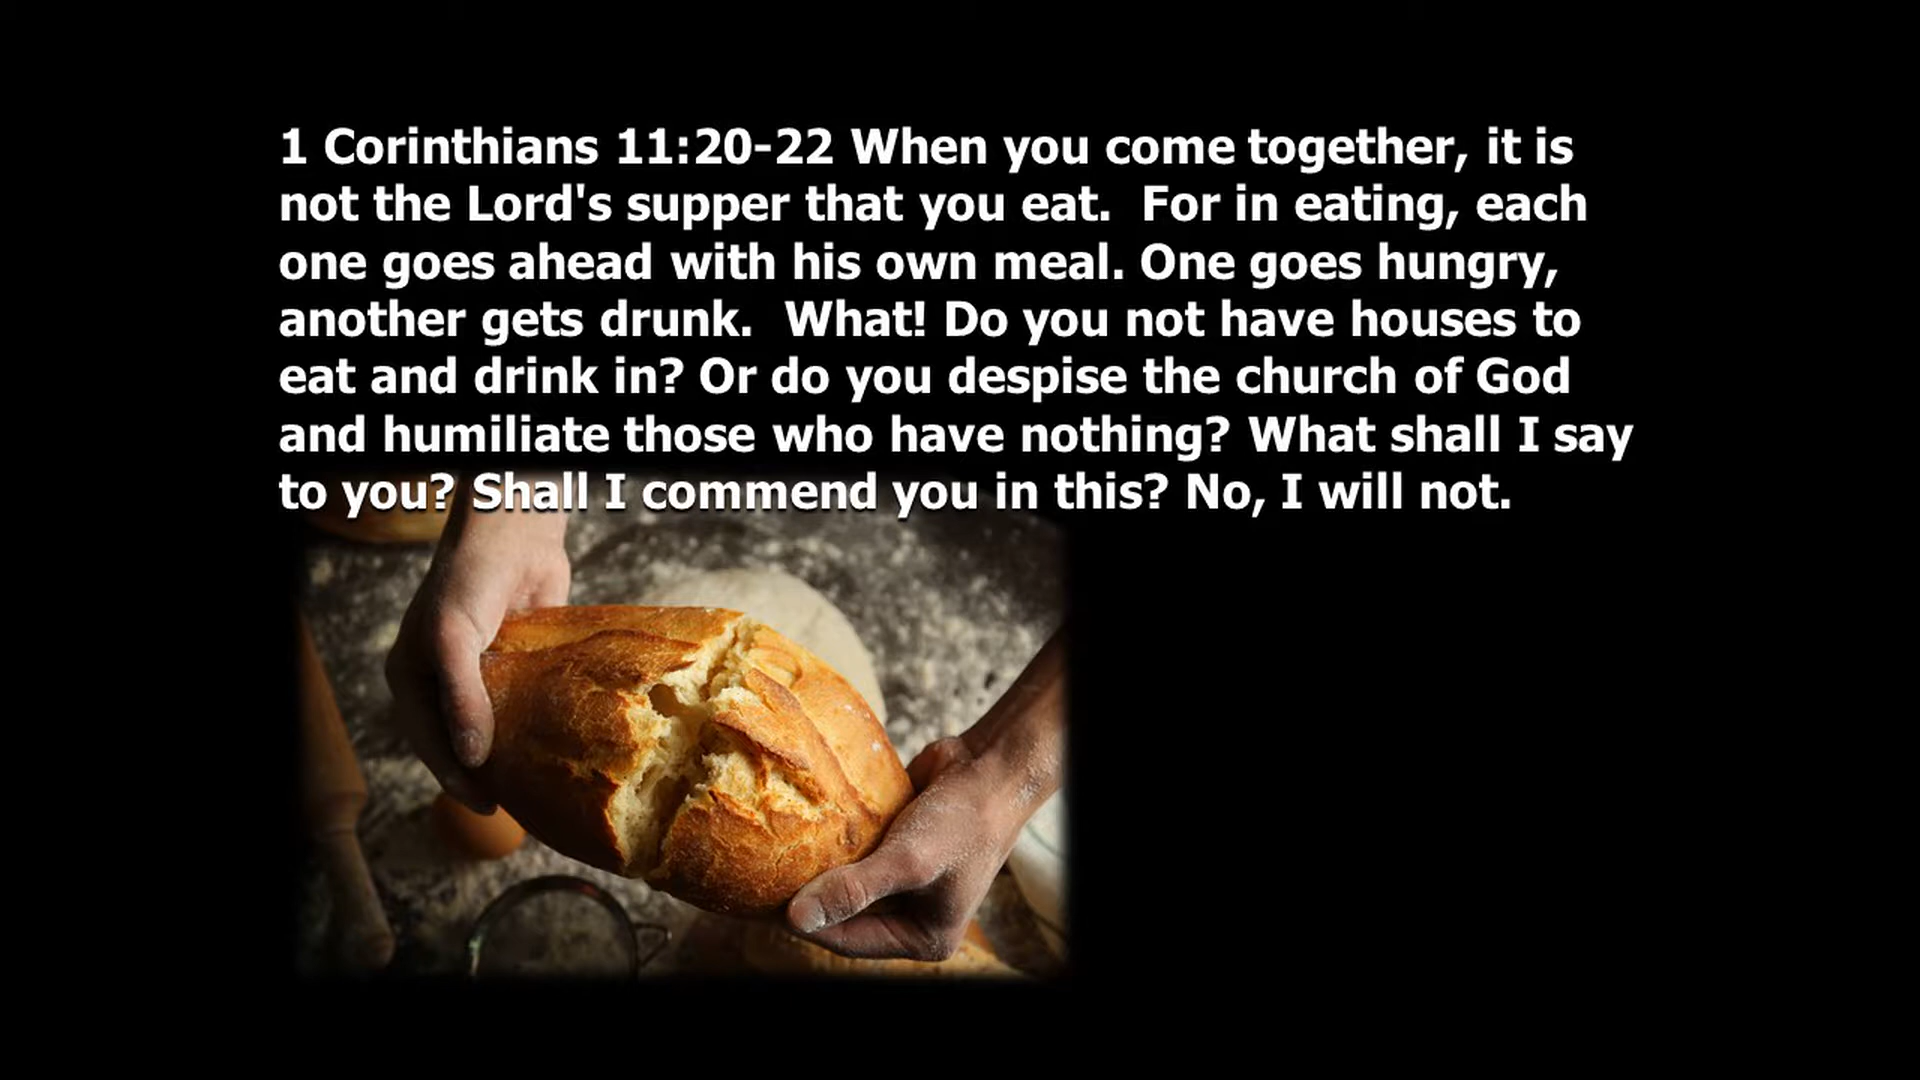 1 Corinthians 11:20-22 When you come together, it is
not the Lord's supper that you eat.  For in eating, each
one goes ahead with his own meal. One goes hungry,
another gets drunk.  What! Do you not have houses to
eat and drink in? Or do you despise the church of God
and humiliate those who have nothing? What shall I say
to you? Shall I commend you in this? No, I will not.